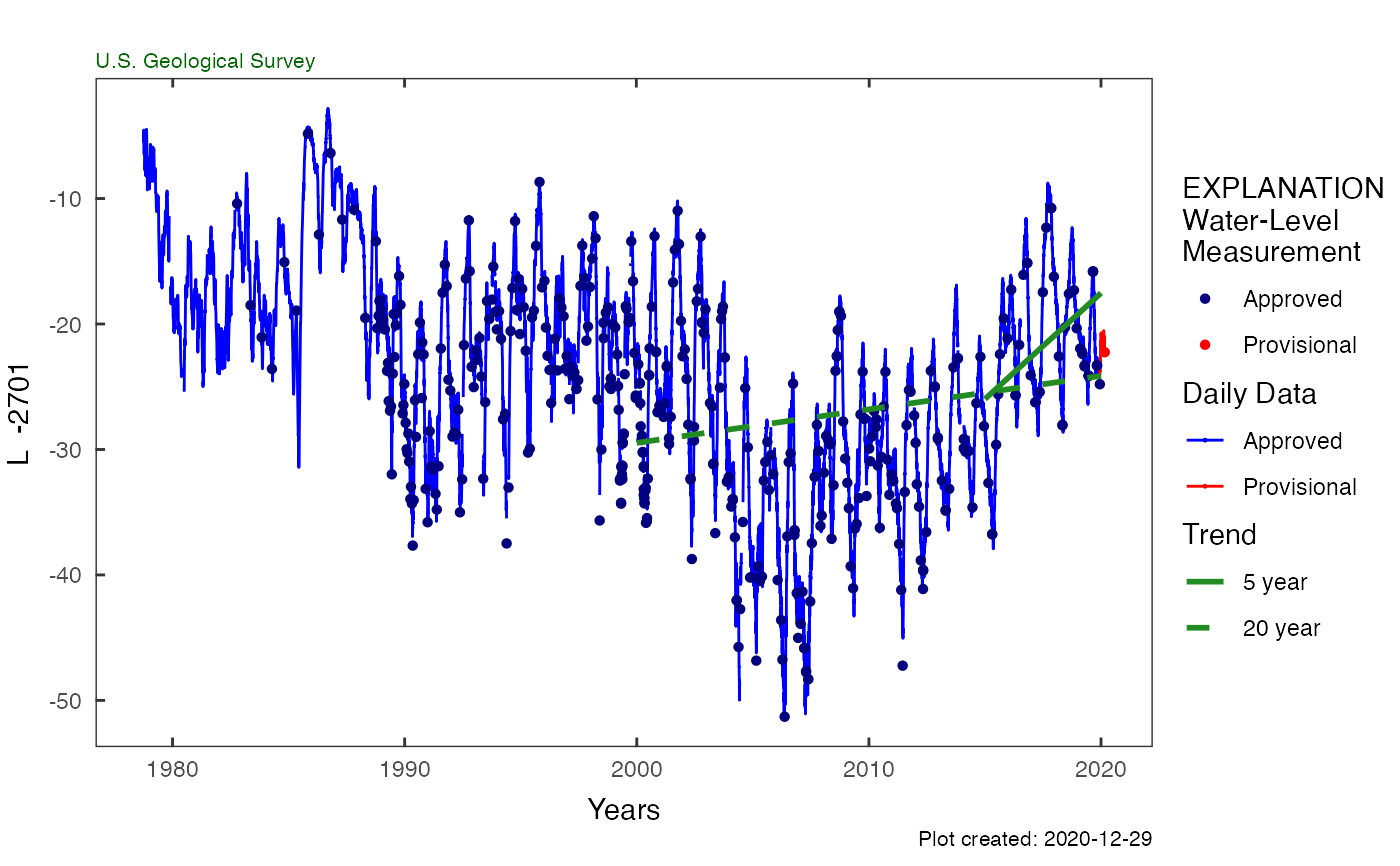 U.S. Geological Survey
L -2701
-10
-20
-30
-40
-50
1980
1990
2000
2010
2020
Years
EXPLANATION
Water-Level
Measurement
Approved
Provisional
Daily Data
Approved
Provisional
Trend
5 year
20 year
Plot created: 2020-12-29